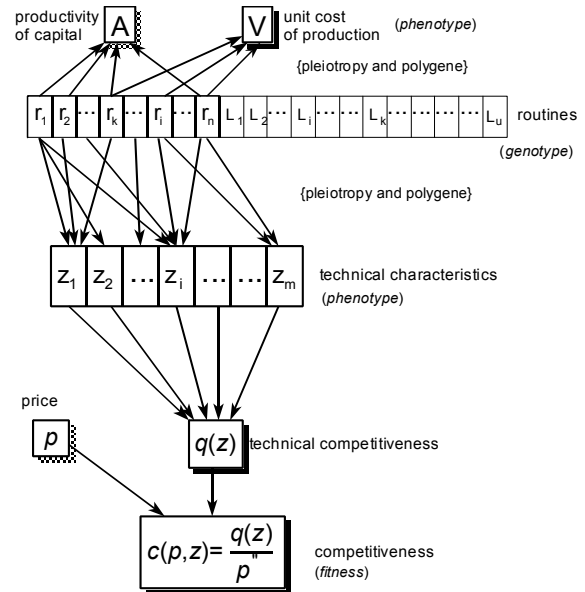 productivity of capital
A
V
unit cost of production
(phenotype)
{pleiotropy and polygene}
r1 r2 ... rk ... ri ... rn L1 L2 ... Li ... ... Lk ... ... ... Lu
routines
(genotype)
{pleiotropy and polygene}
z1 z2 ... zi ... ... zm
technical characteristics
(phenotype)
price
p
q(z)
technical competitiveness
c(p,z)= q(z)/p"
competitiveness
(fitness)